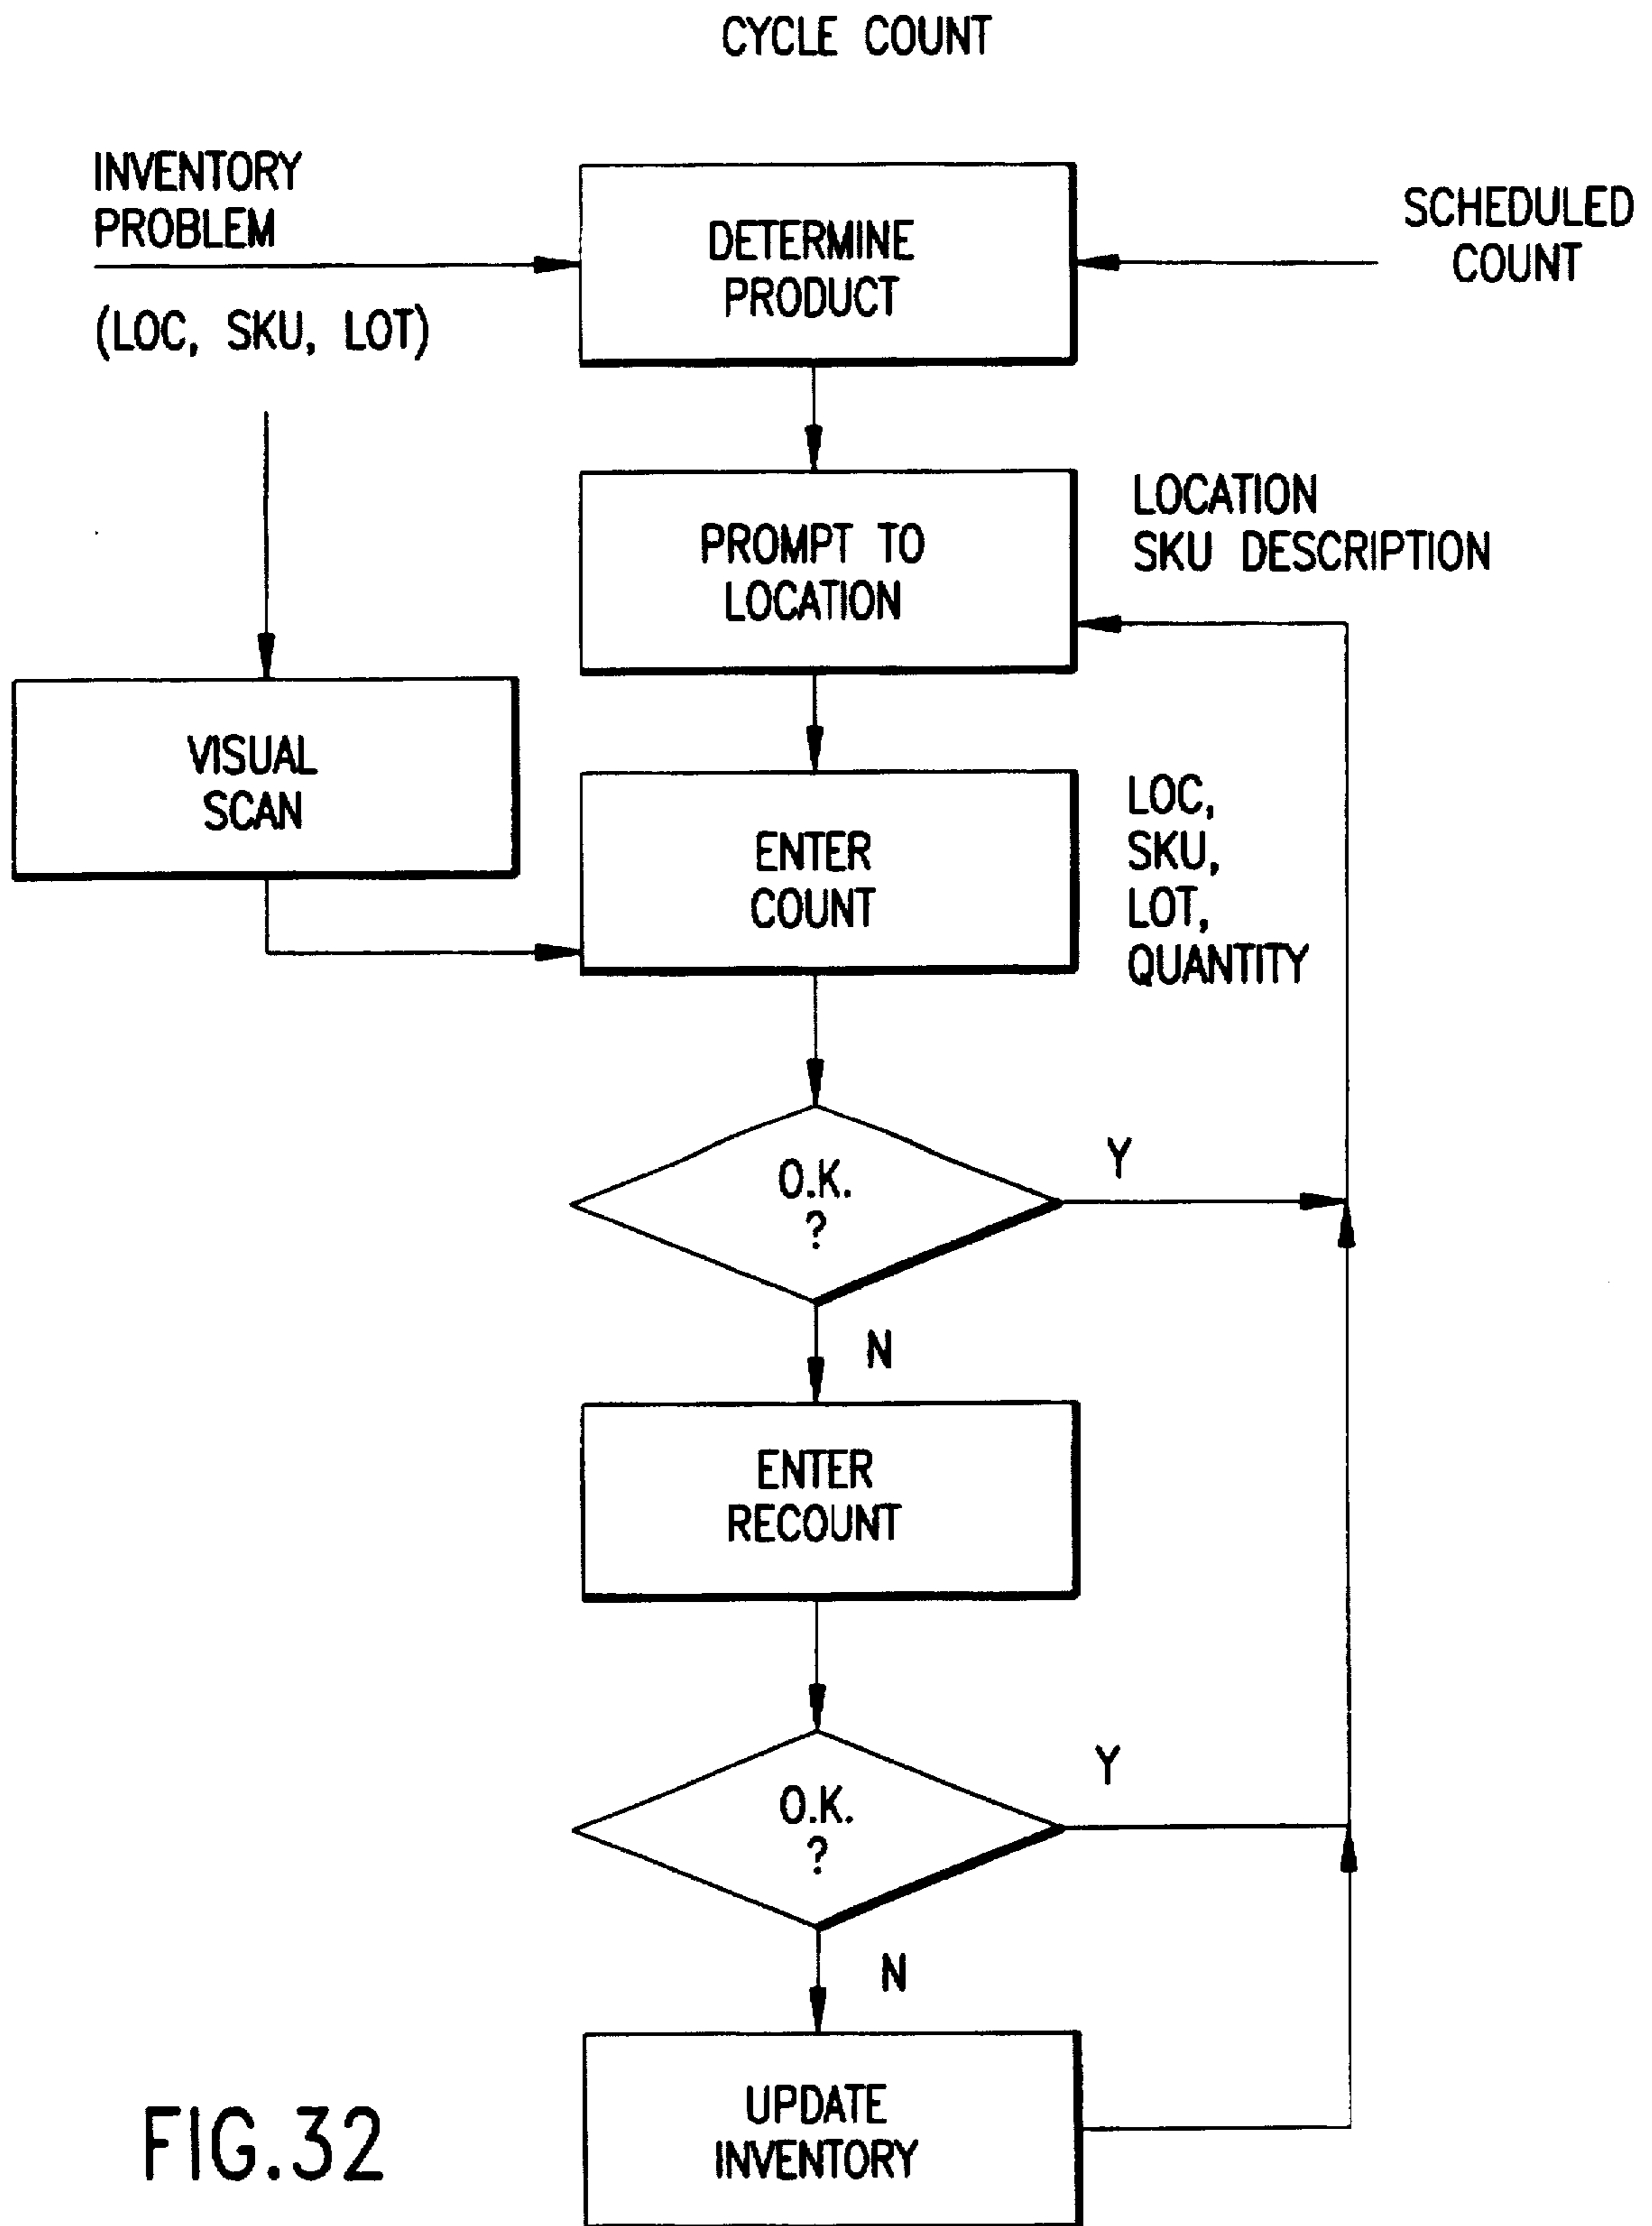 CYCLE COUNT
INVENTORY
PROBLEM
(LOC, SKU, LOT)
DETERMINE
PRODUCT
SCHEDULED
COUNT
PROMPT TO
LOCATION
LOCATION
SKU DESCRIPTION
VISUAL
SCAN
ENTER
COUNT
LOC,
SKU,
LOT,
QUANTITY
O.K.
?
Y
N
ENTER
RECOUNT
O.K.
?
Y
N
UPDATE
INVENTORY
FIG.32